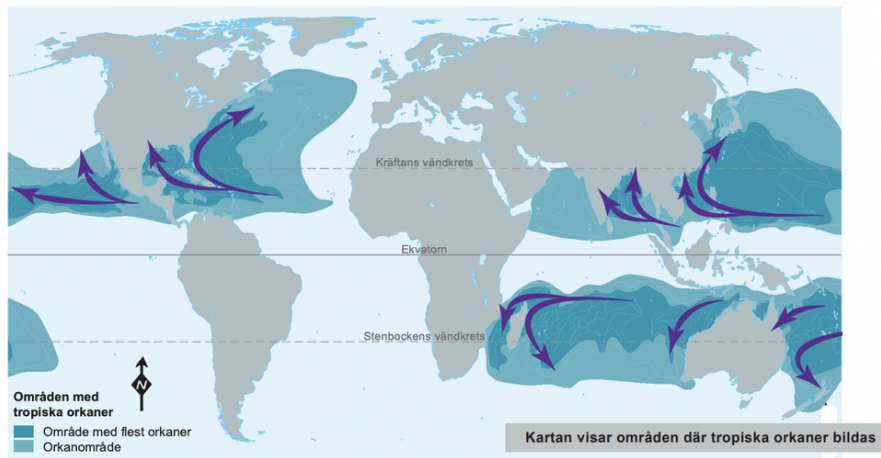 Kräftans vändkrets
Ekvatorn
Stenbockens vändkrets
N
Områden med
tropiska orkaner
Område med flest orkaner
Orkanområde
Kartan visar områden där tropiska orkaner bildas